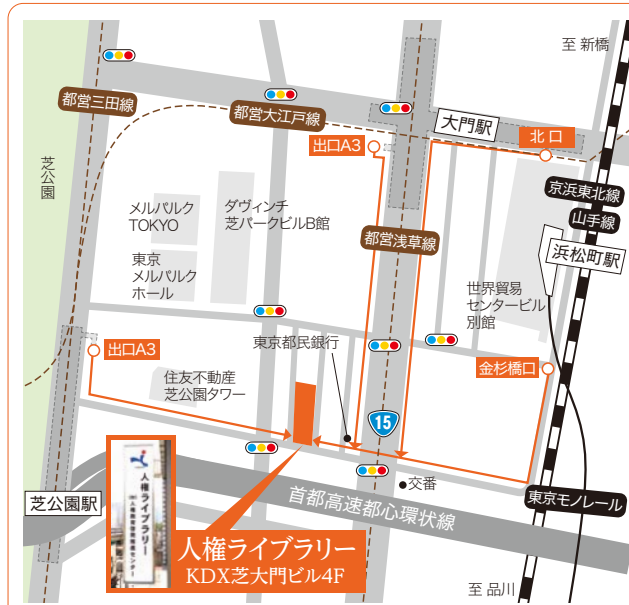 至 新橋
都営三田線
都営大江戸線
大門駅
出口A3
北口
芝公園
京浜東北線
山手線
メルパルク
TOKYO
ダヴィンチ
芝パークビルB館
都営浅草線
浜松町駅
東京
メルパルク
ホール
世界貿易
センタービル
別館
東京都民銀行
出口A3
金杉橋口
住友不動産
芝公園タワー
15
人権ライブラリー
芝公園駅
交番
首都高速都心環状線
東京モノレール
人権ライブラリー
KDX芝大門ビル4F
至 品川